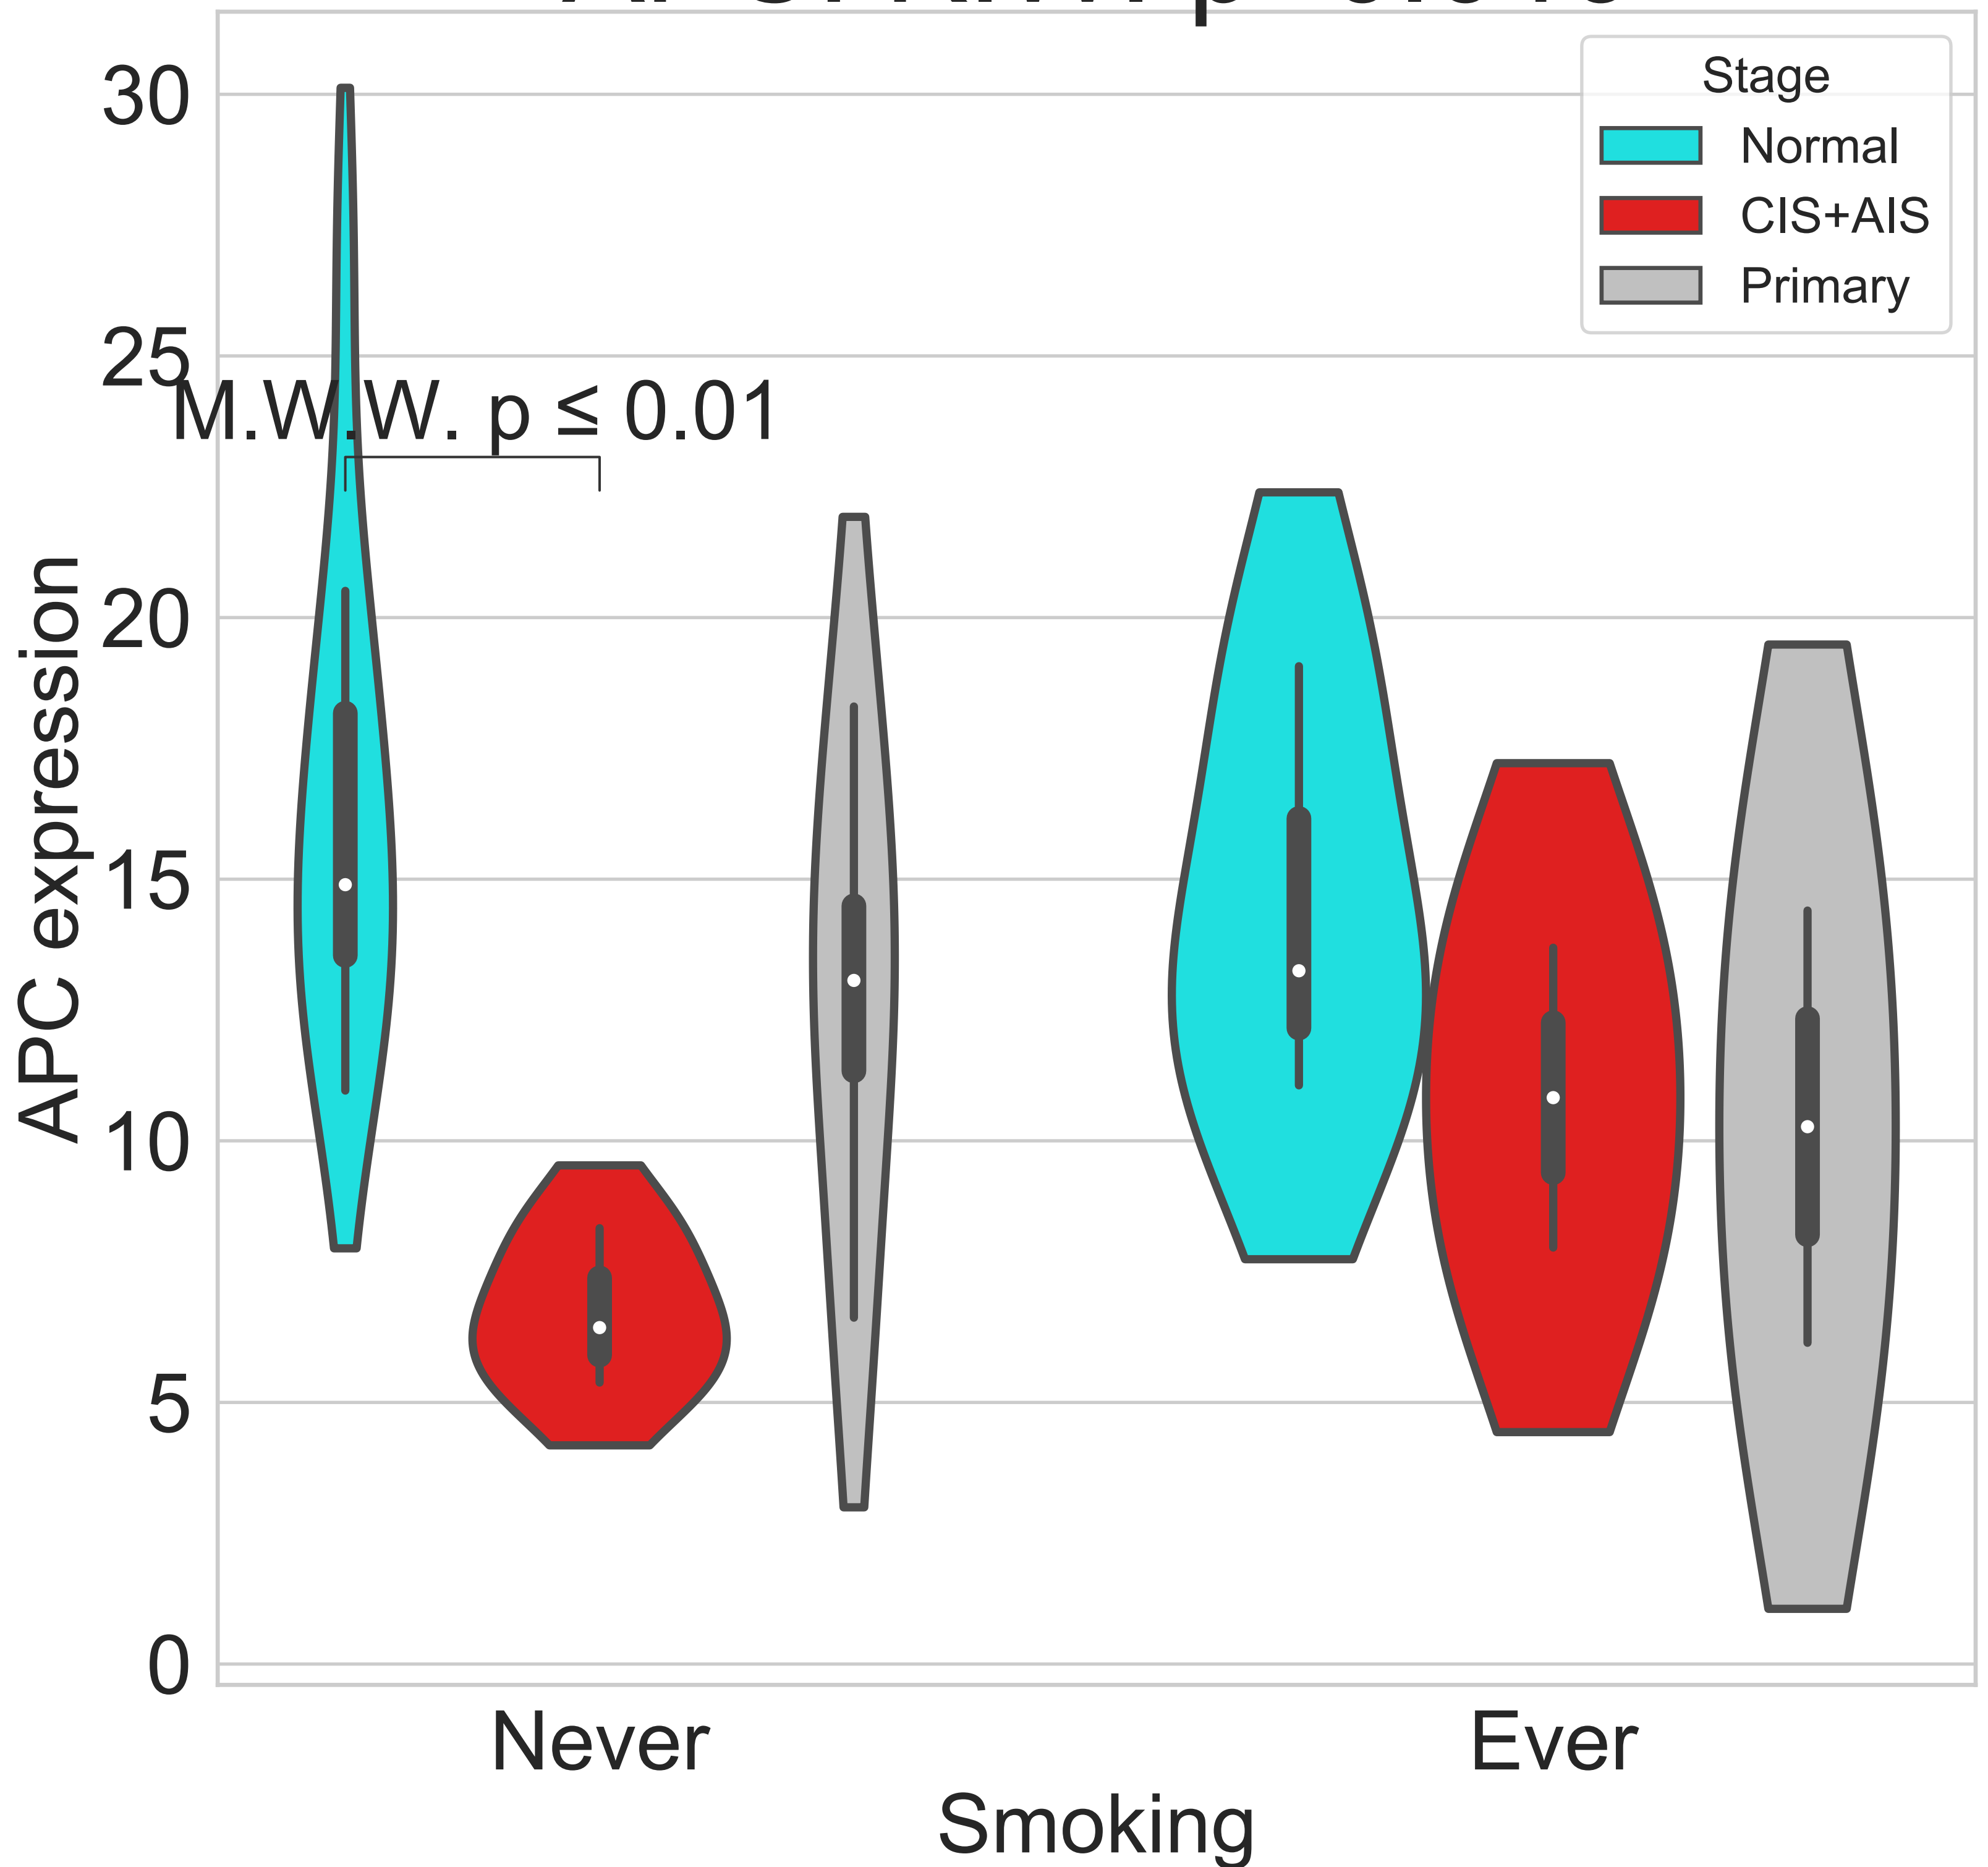 Stage
Normal
CIS+AIS
Primary
M.W.W. p ≤ 0.01
APC expression
30
25
20
15
10
5
0
Never
Ever
Smoking